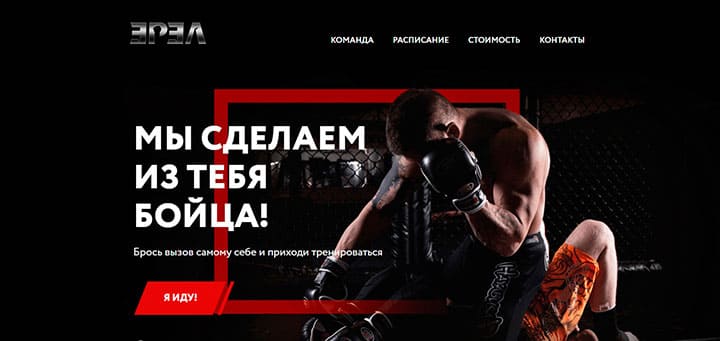 ЭРЭЛ
КОМАНДА РАСПИСАНИЕ СТОИМОСТЬ КОНТАКТЫ
МЫ СДЕЛАЕМ
ИЗ ТЕБЯ
БОЙЦА!
Брось вызов самому себе и приходи тренироваться
Я ИДУ!